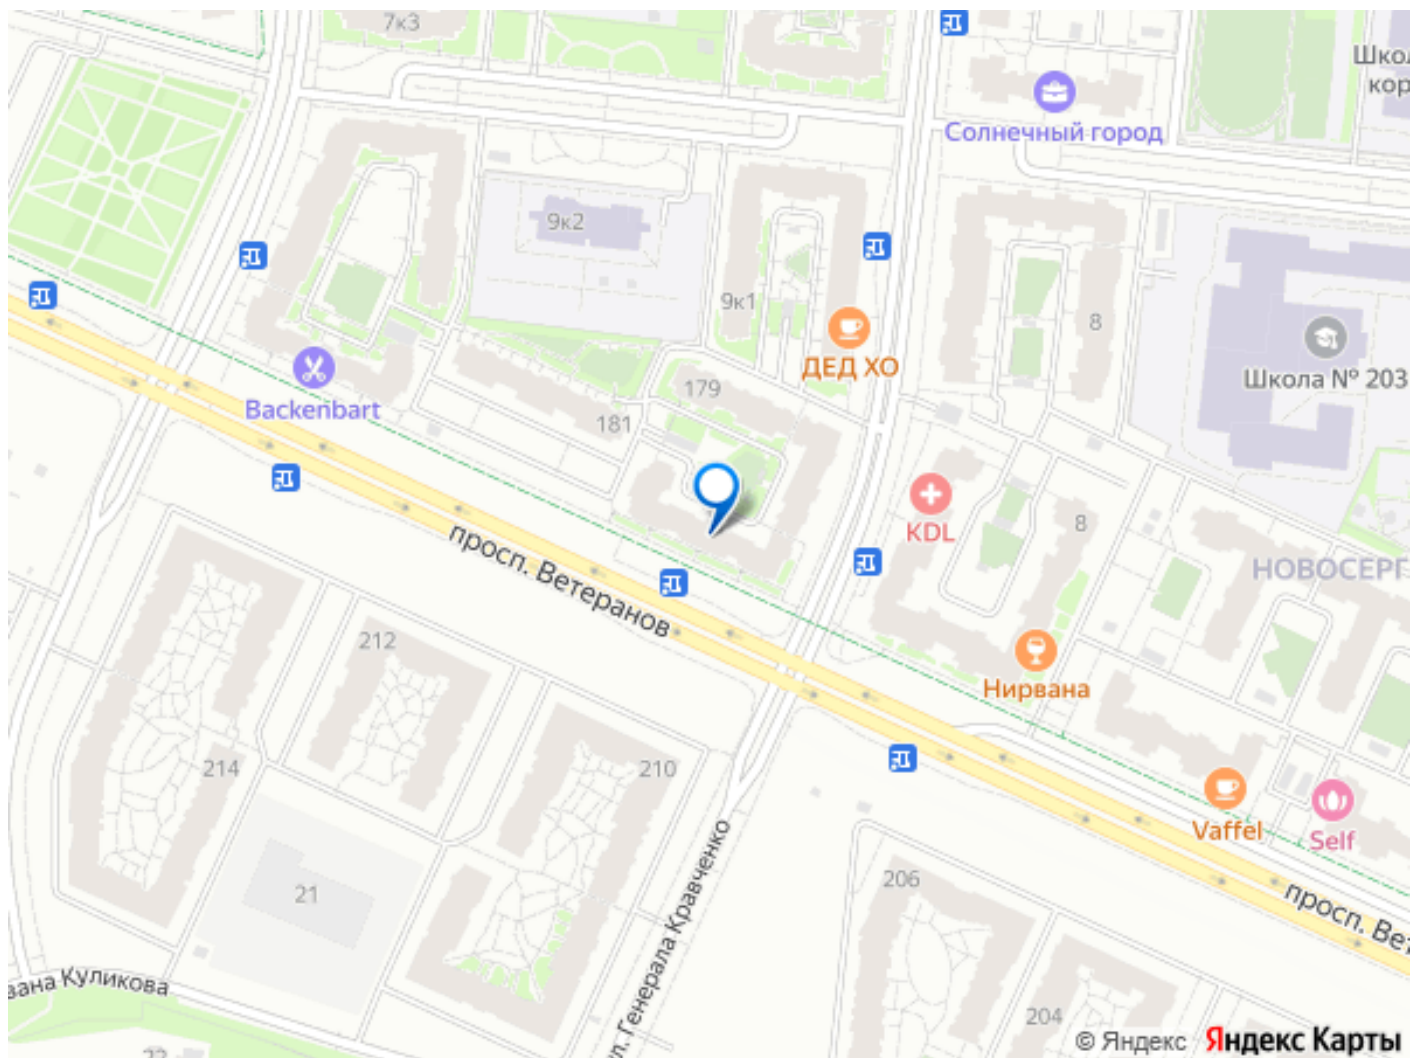 7к3
Шко
кор
Солнечный город
9к2
9к1
8
ДЕД ХО
Школа № 203
Backenbart
179
181
KDL
8
НОВОСЕРГ
просп. Ветеранов
212
Нирвана
214
210
Vaffel
Self
206
21
ул. Генерала Кравченко
просп. Вет
вана Куликова
204
© Яндекс Яндекс Карты